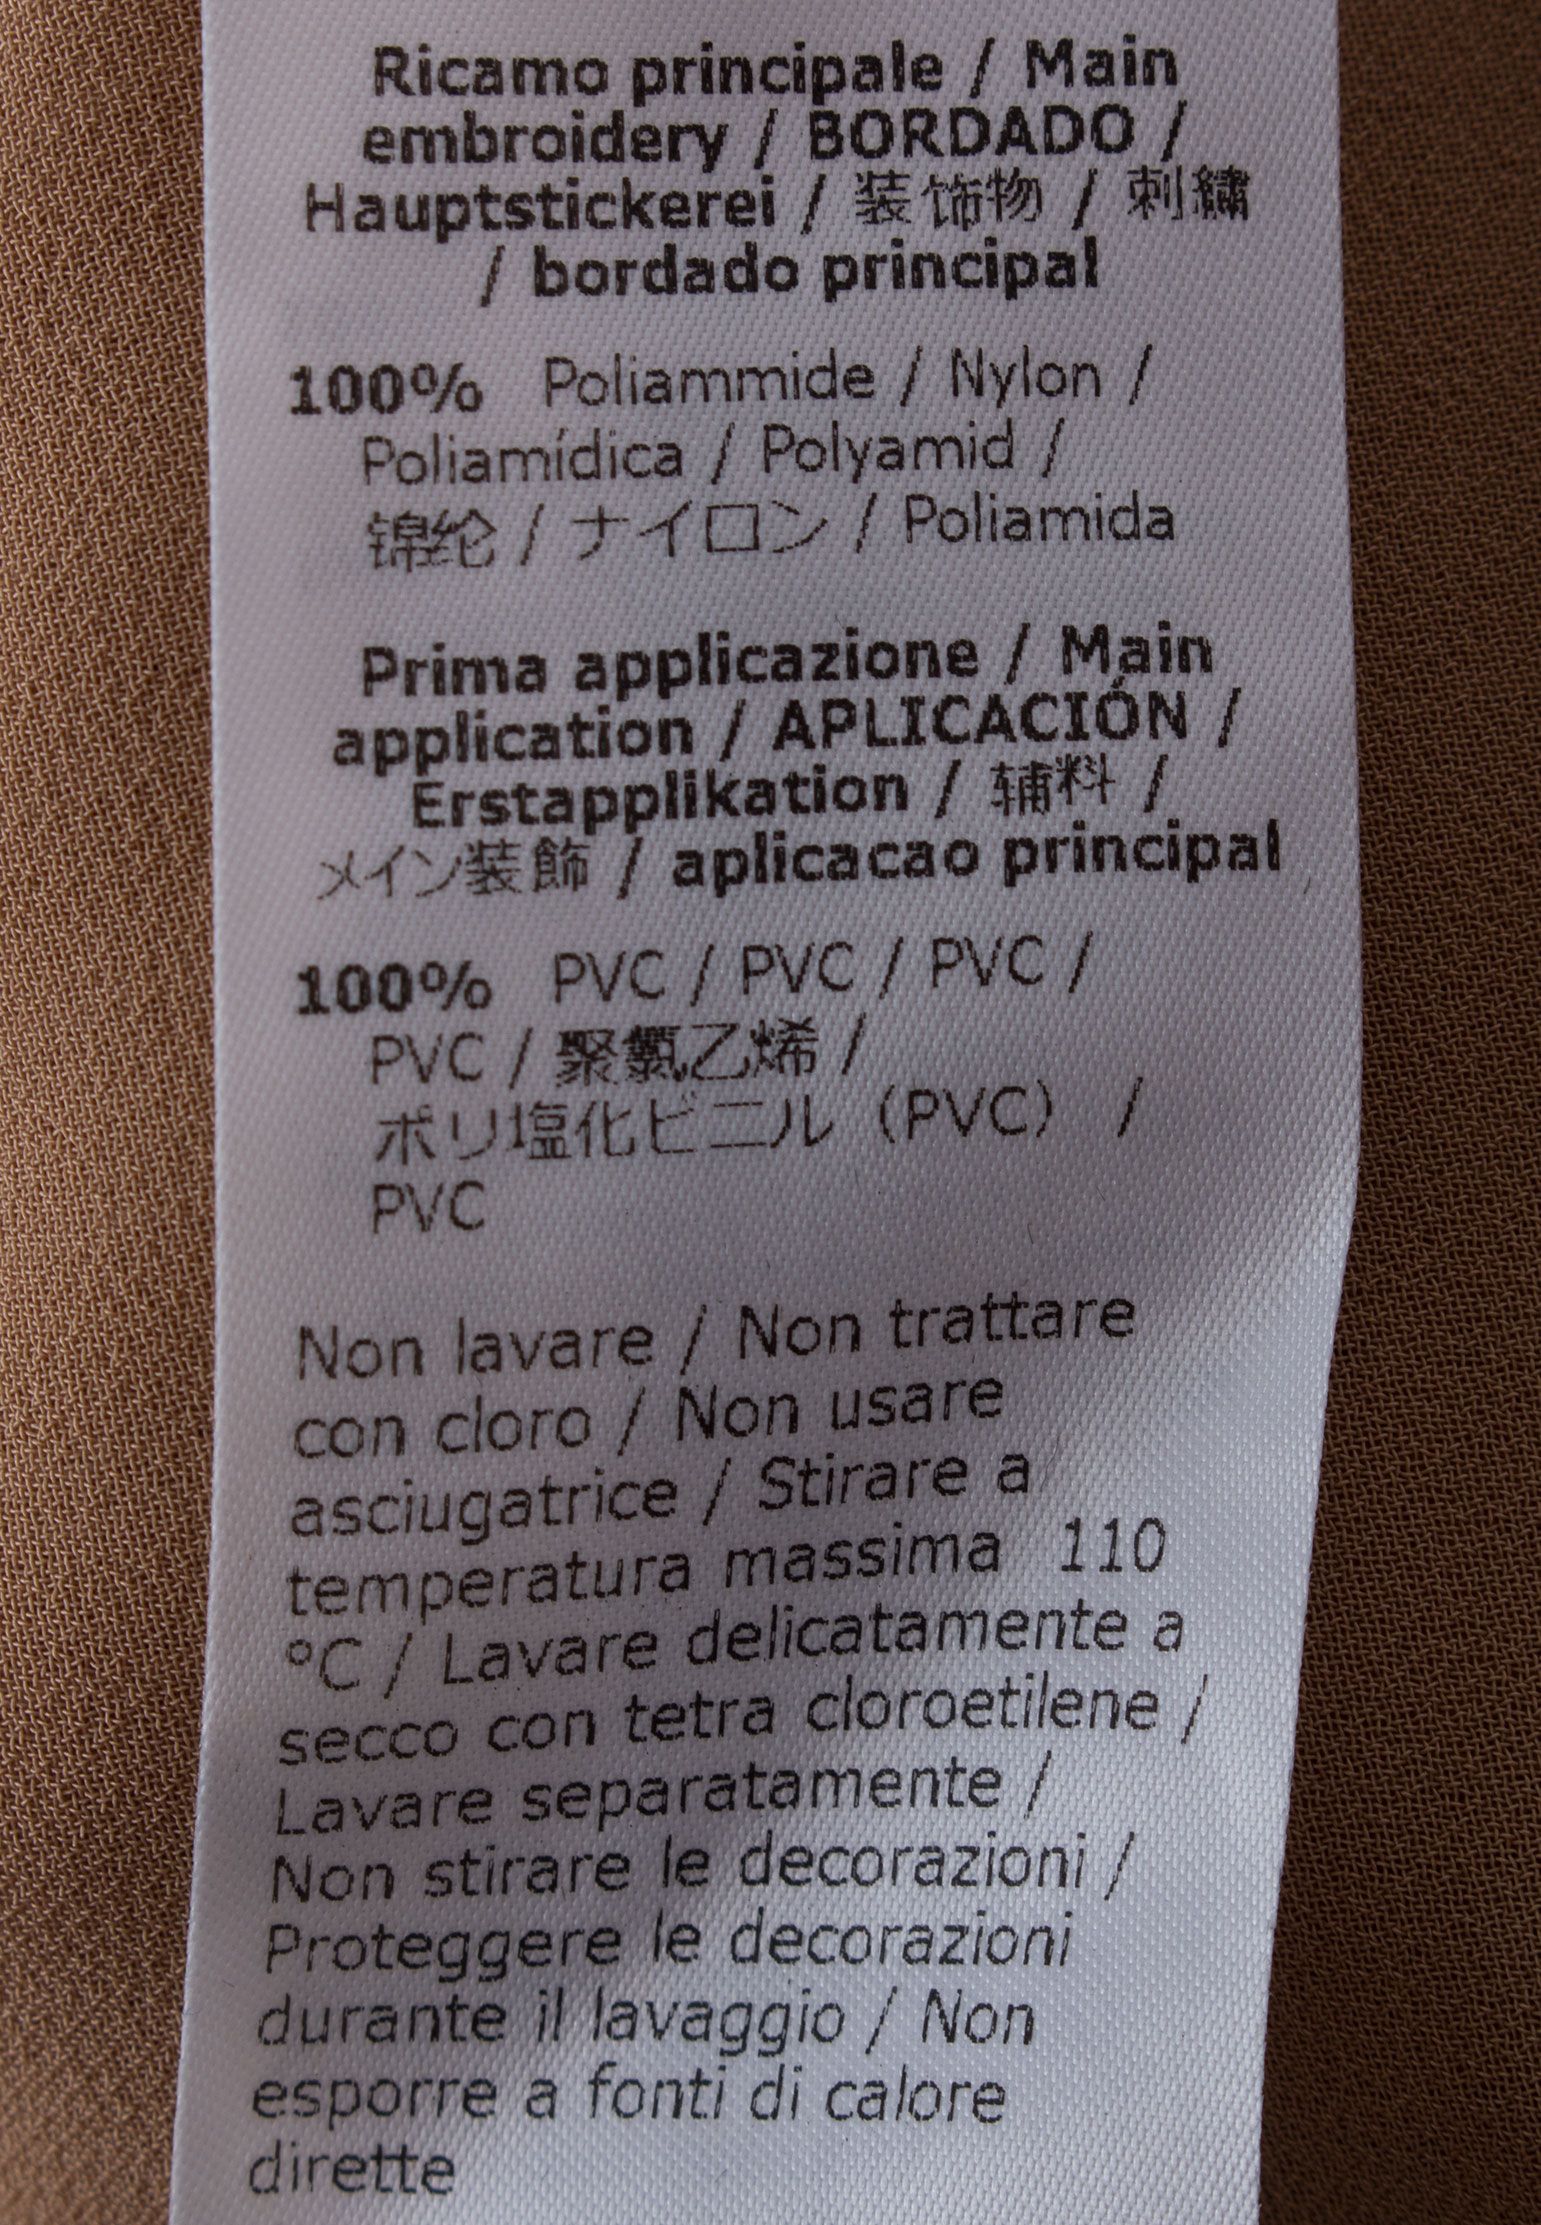 Ricamo principale / Main
embroidery / BORDADO /
Hauptstickerei / 装饰物 / 刺繍
/ bordado principal
100% Poliammide / Nylon /
Poliamídica / Polyamid /
锦纶 / ナイロン / Poliamida
Prima applicazione / Main
application / APLICACIÓN /
Erstapplikation / 辅料 /
メイン装飾 / aplicacao principal
100% PVC / PVC / PVC /
PVC / 聚氯乙烯 /
ポリ塩化ビニル（PVC） /
PVC
Non lavare / Non trattare
con cloro / Non usare
asciugatrice / Stirare a
temperatura massima 110
°C / Lavare delicatamente a
secco con tetra cloroetilene /
Lavare separatamente /
Non stirare le decorazioni /
Proteggere le decorazioni
durante il lavaggio / Non
esporre a fonti di calore
dirette